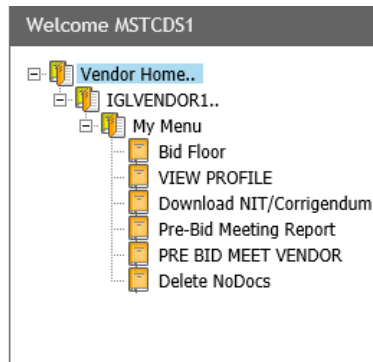 Welcome MSTCDS1
Vendor Home..
IGLVENDOR1..
My Menu
Bid Floor
VIEW PROFILE
Download NIT/Corrigendum
Pre-Bid Meeting Report
PRE BID MEET VENDOR
Delete NoDocs